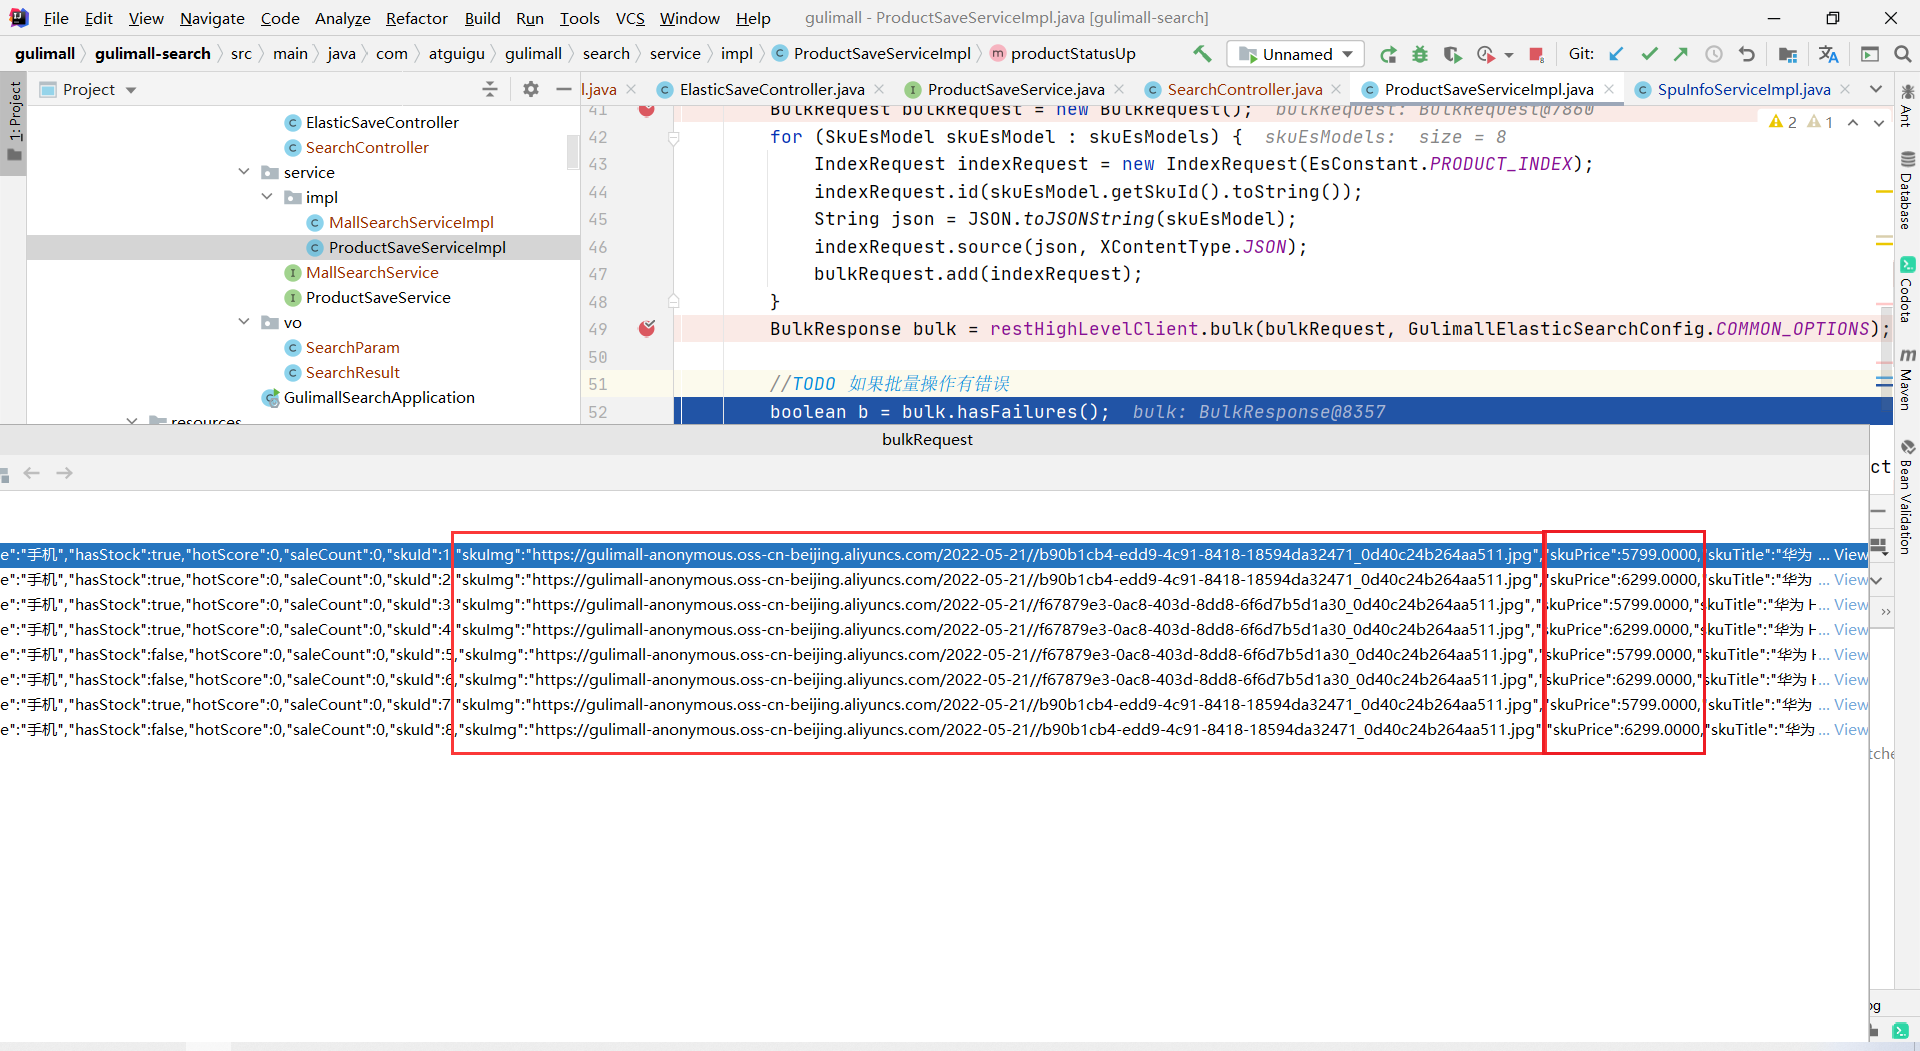 File Edit View Navigate Code Analyze Refactor Build Run Tools VCS Window Help gulimall - ProductSaveServiceImpl.java [gulimall-search]
gulimall gulimall-search src main java com atguigu gulimall search service impl ProductSaveServiceImpl productStatusUp Unnamed Git:
Project l.java ElasticSaveController.java ProductSaveService.java SearchController.java ProductSaveServiceImpl.java SpuInfoServiceImpl.java
1: Project
ElasticSaveController
SearchController
service
impl
MallSearchServiceImpl
ProductSaveServiceImpl
MallSearchService
ProductSaveService
vo
SearchParam
SearchResult
GulimallSearchApplication
resources
41 BulkRequest bulkRequest = new BulkRequest(); bulkRequest: BulkRequest@7860
2 1
42 for (SkuEsModel skuEsModel : skuEsModels) { skuEsModels: size = 8
43 IndexRequest indexRequest = new IndexRequest(EsConstant.PRODUCT_INDEX);
44 indexRequest.id(skuEsModel.getSkuId().toString());
45 String json = JSON.toJSONString(skuEsModel);
46 indexRequest.source(json, XContentType.JSON);
47 bulkRequest.add(indexRequest);
48 }
49 BulkResponse bulk = restHighLevelClient.bulk(bulkRequest, GulimallElasticSearchConfig.COMMON_OPTIONS);
50
51 //TODO 如果批量操作有错误
52 boolean b = bulk.hasFailures(); bulk: BulkResponse@8357
Ant
Database
Codota
Maven
Bean Validation
bulkRequest
ct
e":"手机","hasStock":true,"hotScore":0,"saleCount":0,"skuId":1,"skuImg":"https://gulimall-anonymous.oss-cn-beijing.aliyuncs.com/2022-05-21//b90b1cb4-edd9-4c91-8418-18594da32471_0d40c24b264aa511.jpg","skuPrice":5799.0000,"skuTitle":"华为 ... View
e":"手机","hasStock":true,"hotScore":0,"saleCount":0,"skuId":2,"skuImg":"https://gulimall-anonymous.oss-cn-beijing.aliyuncs.com/2022-05-21//b90b1cb4-edd9-4c91-8418-18594da32471_0d40c24b264aa511.jpg","skuPrice":6299.0000,"skuTitle":"华为 ... View
e":"手机","hasStock":true,"hotScore":0,"saleCount":0,"skuId":3,"skuImg":"https://gulimall-anonymous.oss-cn-beijing.aliyuncs.com/2022-05-21//f67879e3-0ac8-403d-8dd8-6f6d7b5d1a30_0d40c24b264aa511.jpg","skuPrice":5799.0000,"skuTitle":"华为 H... View
e":"手机","hasStock":true,"hotScore":0,"saleCount":0,"skuId":4,"skuImg":"https://gulimall-anonymous.oss-cn-beijing.aliyuncs.com/2022-05-21//f67879e3-0ac8-403d-8dd8-6f6d7b5d1a30_0d40c24b264aa511.jpg","skuPrice":6299.0000,"skuTitle":"华为 H... View
e":"手机","hasStock":false,"hotScore":0,"saleCount":0,"skuId":5,"skuImg":"https://gulimall-anonymous.oss-cn-beijing.aliyuncs.com/2022-05-21//f67879e3-0ac8-403d-8dd8-6f6d7b5d1a30_0d40c24b264aa511.jpg","skuPrice":5799.0000,"skuTitle":"华为 H... View
e":"手机","hasStock":false,"hotScore":0,"saleCount":0,"skuId":6,"skuImg":"https://gulimall-anonymous.oss-cn-beijing.aliyuncs.com/2022-05-21//f67879e3-0ac8-403d-8dd8-6f6d7b5d1a30_0d40c24b264aa511.jpg","skuPrice":6299.0000,"skuTitle":"华为 H... View
e":"手机","hasStock":true,"hotScore":0,"saleCount":0,"skuId":7,"skuImg":"https://gulimall-anonymous.oss-cn-beijing.aliyuncs.com/2022-05-21//b90b1cb4-edd9-4c91-8418-18594da32471_0d40c24b264aa511.jpg","skuPrice":5799.0000,"skuTitle":"华为 ... View
e":"手机","hasStock":false,"hotScore":0,"saleCount":0,"skuId":8,"skuImg":"https://gulimall-anonymous.oss-cn-beijing.aliyuncs.com/2022-05-21//b90b1cb4-edd9-4c91-8418-18594da32471_0d40c24b264aa511.jpg","skuPrice":6299.0000,"skuTitle":"华为 ... View
tche
og